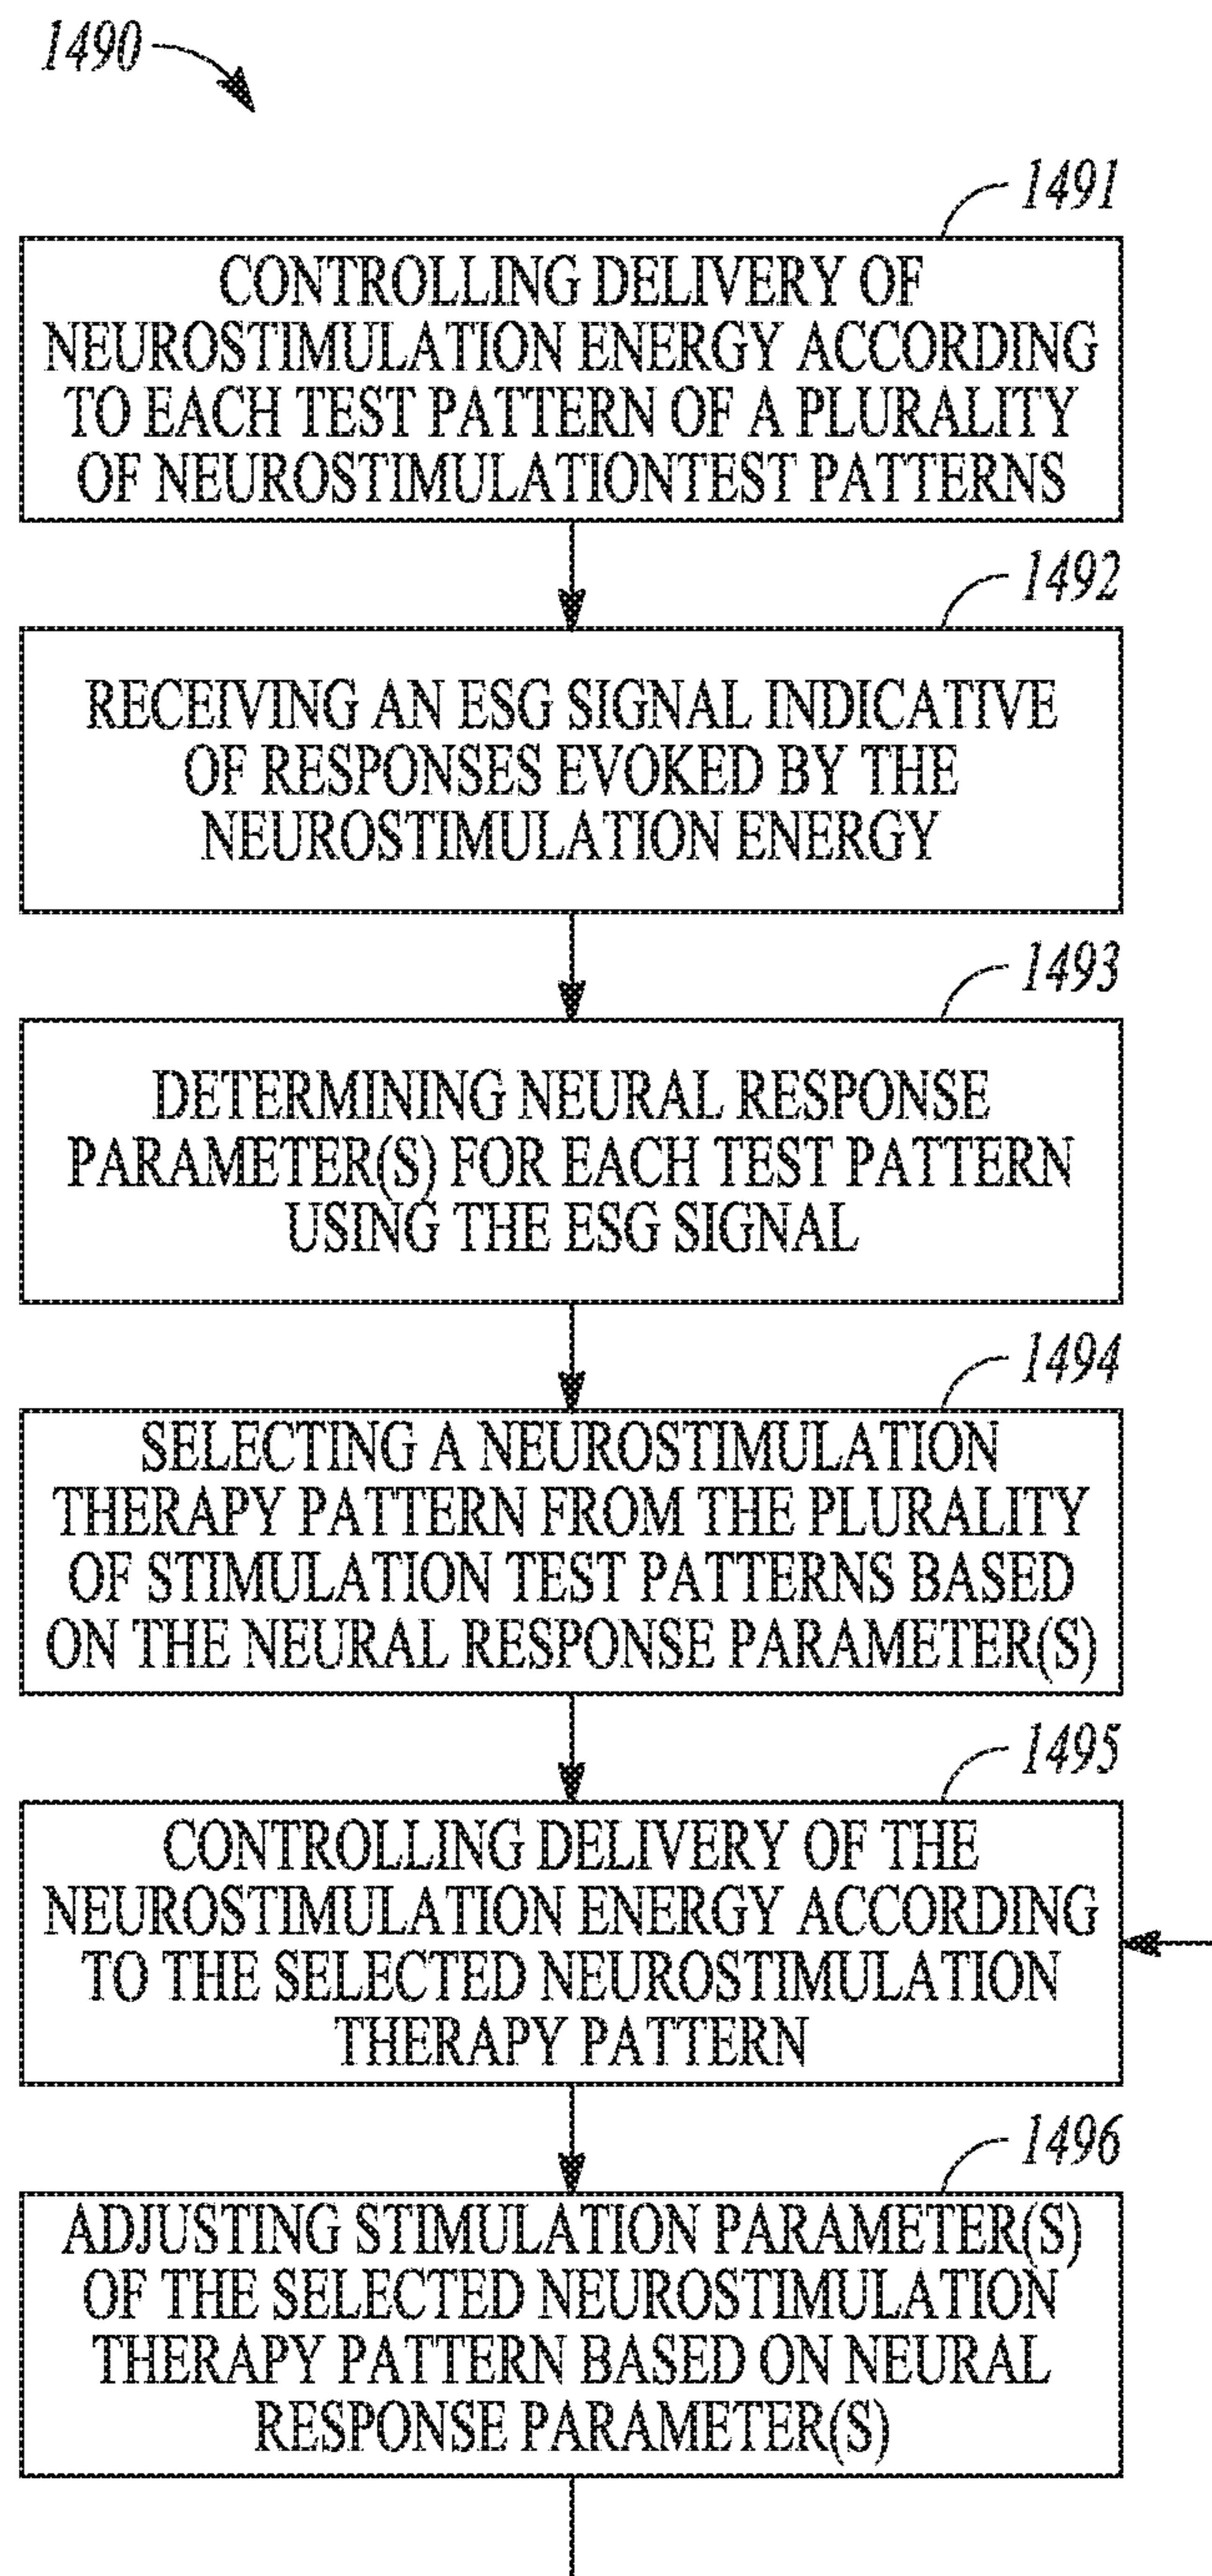 1490
1491
CONTROLLING DELIVERY OF
NEUROSTIMULATION ENERGY ACCORDING
TO EACH TEST PATTERN OF A PLURALITY
OF NEUROSTIMULATIONTEST PATTERNS
1492
RECEIVING AN ESG SIGNAL INDICATIVE
OF RESPONSES EVOKED BY THE
NEUROSTIMULATION ENERGY
1493
DETERMINING NEURAL RESPONSE
PARAMETER(S) FOR EACH TEST PATTERN
USING THE ESG SIGNAL
1494
SELECTING A NEUROSTIMULATION
THERAPY PATTERN FROM THE PLURALITY
OF STIMULATION TEST PATTERNS BASED
ON THE NEURAL RESPONSE PARAMETER(S)
1495
CONTROLLING DELIVERY OF THE
NEUROSTIMULATION ENERGY ACCORDING
TO THE SELECTED NEUROSTIMULATION
THERAPY PATTERN
1496
ADJUSTING STIMULATION PARAMETER(S)
OF THE SELECTED NEUROSTIMULATION
THERAPY PATTERN BASED ON NEURAL
RESPONSE PARAMETER(S)